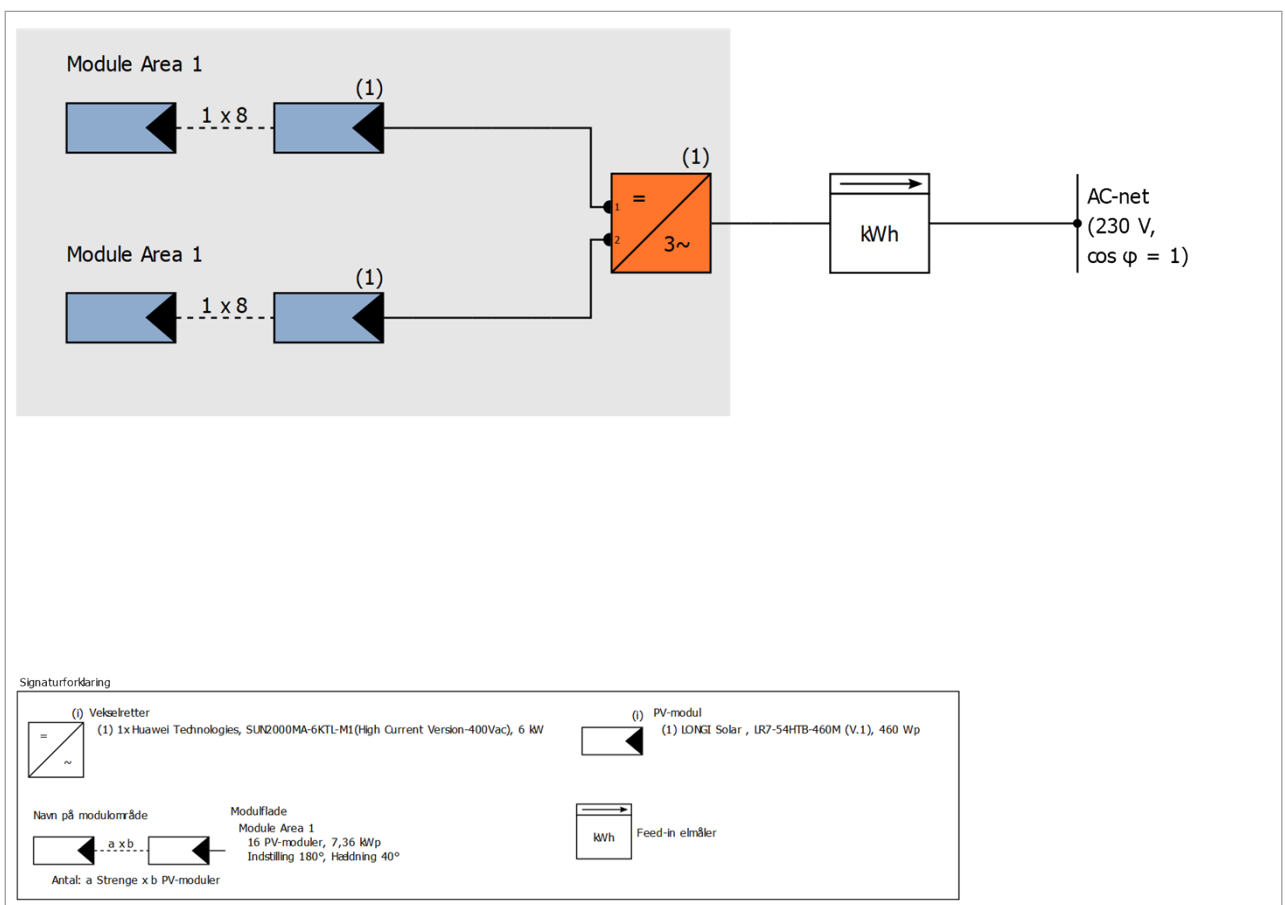 Module Area 1
(1)
1 x 8
(1)
1
=
2
3~
kWh
AC-net
(230 V,
cos φ = 1)
Module Area 1
(1)
1 x 8
Signaturforklaring
(i) Vekselretter
(1) 1x Huawei Technologies, SUN2000MA-6KTL-M1(High Current Version-400Vac), 6 kW
=
~
(i) PV-modul
(1) LONGI Solar , LR7-54HTB-460M (V.1), 460 Wp
Navn på modulområde
a x b
Antal: a Strenge x b PV-moduler
Modulflade
Module Area 1
16 PV-moduler, 7,36 kWp
Indstilling 180°, Hældning 40°
kWh
Feed-in elmåler